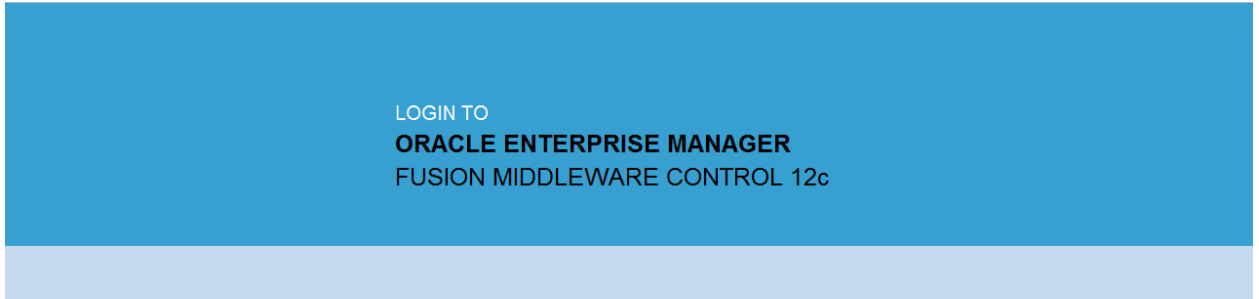 LOGIN TO
ORACLE ENTERPRISE MANAGER
FUSION MIDDLEWARE CONTROL 12c